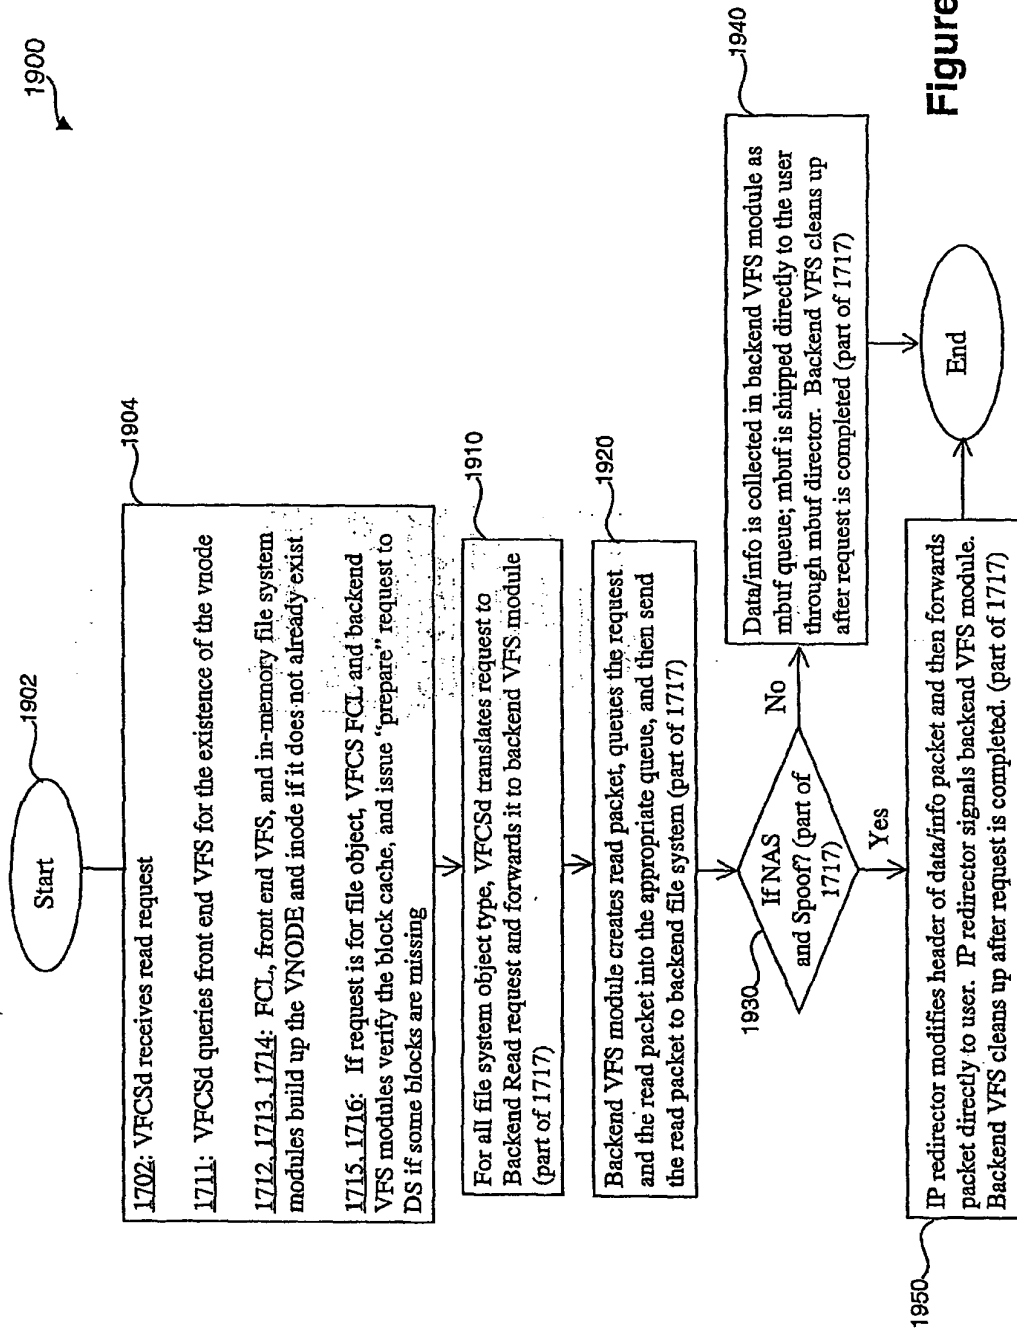 1900
Start
1902
1904
1702: VFCSd receives read request
1711: VFCSd queries front end VFS for the existence of the vnode
1712, 1713, 1714: FCL, front end VFS, and in-memory file system
modules build up the VNODE and inode if it does not already exist
1715, 1716: If request is for file object, VFCS FCL and backend
VFS modules verify the block cache, and issue "prepare" request to
DS if some blocks are missing
1910
For all file system object type, VFCSd translates request to
Backend Read request and forwards it to backend VFS module
(part of 1717)
1920
Backend VFS module creates read packet, queues the request
and the read packet into the appropriate queue, and then send
the read packet to backend file system (part of 1717)
1930
If NAS
and Spoof? (part of
1717)
No
Yes
1940
Data/info is collected in backend VFS module as
mbuf queue; mbuf is shipped directly to the user
through mbuf director. Backend VFS cleans up
after request is completed (part of 1717)
1950
IP redirector modifies header of data/info packet and then forwards
packet directly to user. IP redirector signals backend VFS module.
Backend VFS cleans up after request is completed. (part of 1717)
End
Figure